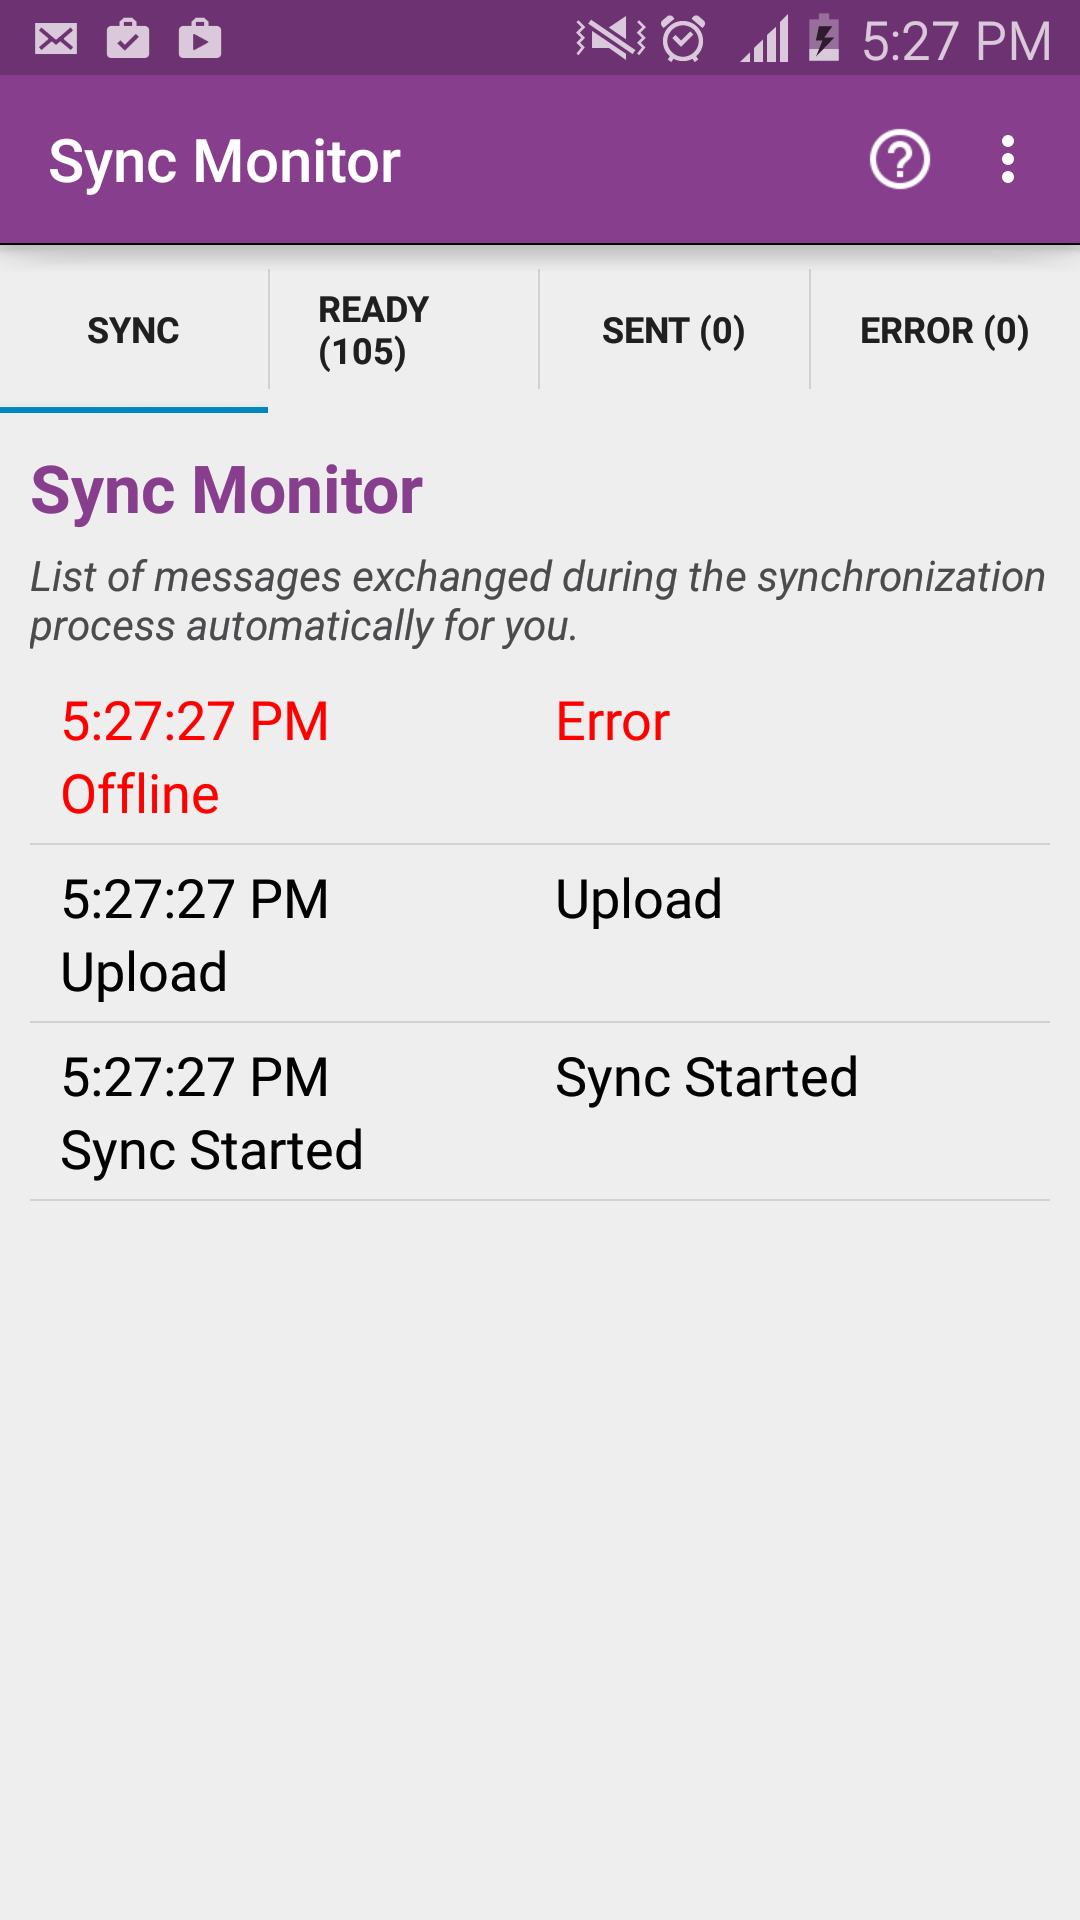 5:27 PM
Sync Monitor
SYNC
READY
(105)
SENT (0)
ERROR (0)
Sync Monitor
List of messages exchanged during the synchronization
process automatically for you.
5:27:27 PM Error
Offline
5:27:27 PM Upload
Upload
5:27:27 PM Sync Started
Sync Started